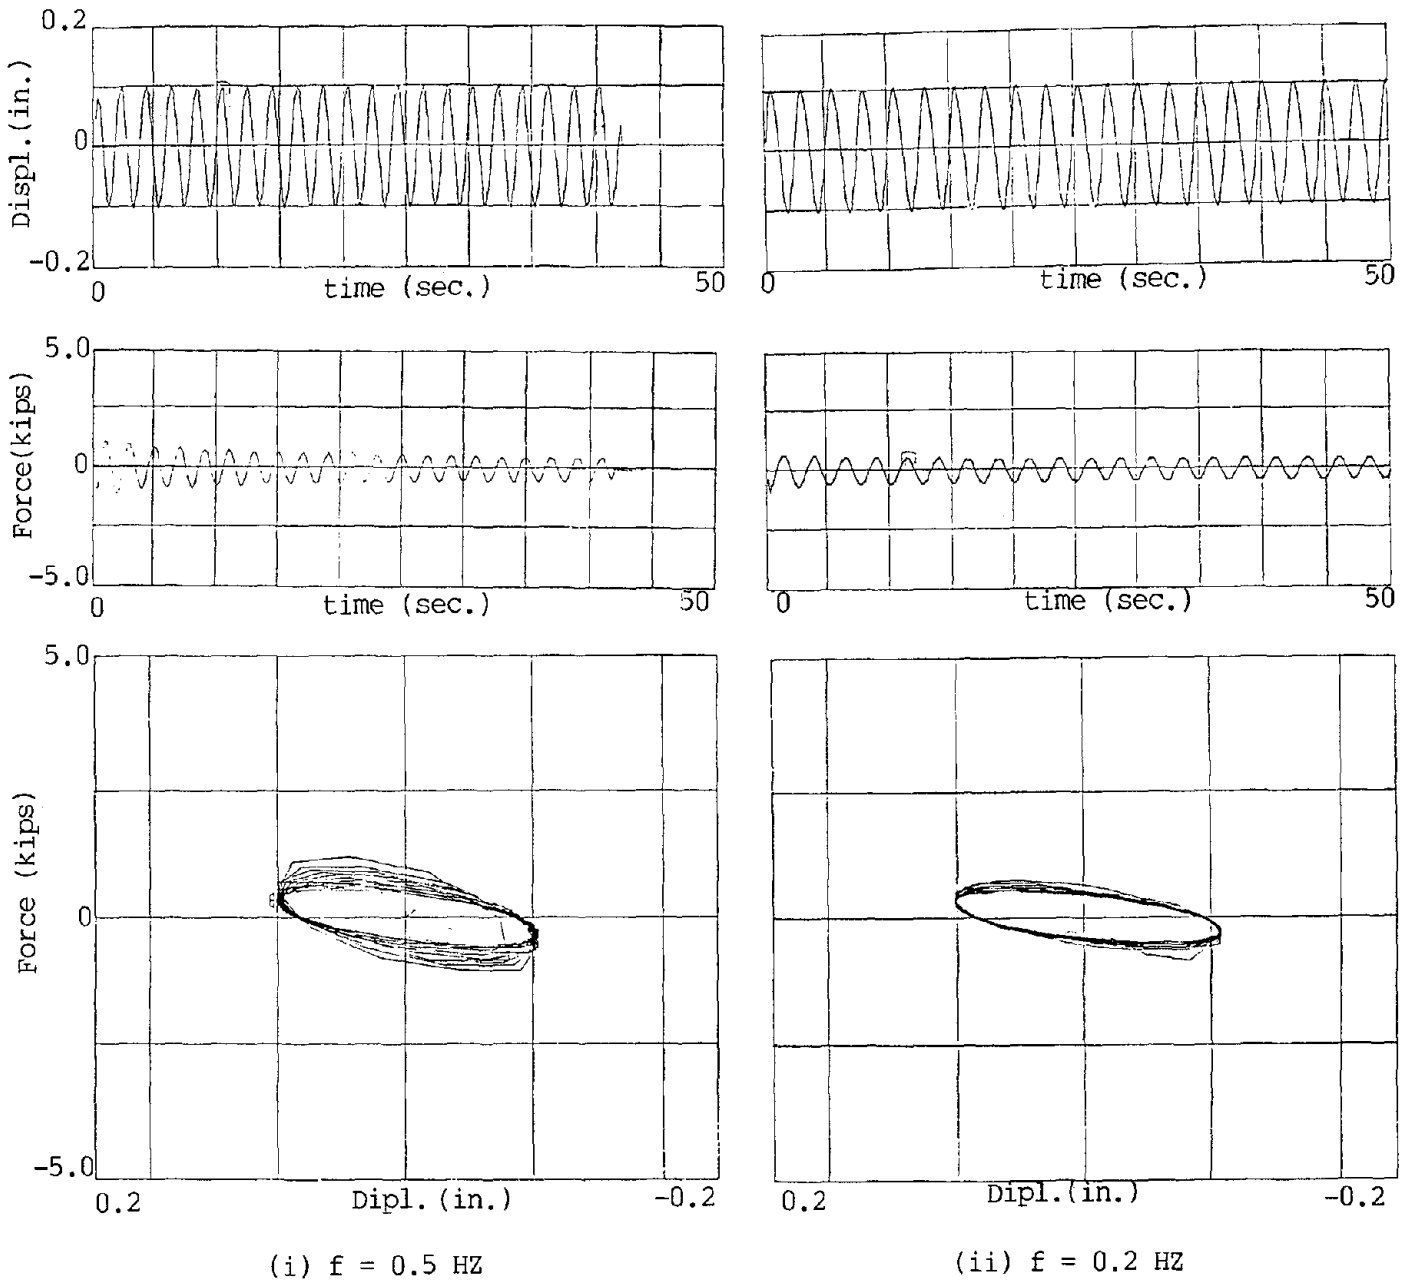 0.2
Displ.(in.)
0
-0.2
0
time (sec.)
50
0
time (sec.)
50
5.0
Force(kips)
0
-5.0
0
time (sec.)
50
0
time (sec.)
50
5.0
Force (kips)
0
-5.0
0.2
Dipl.(in.)
-0.2
0.2
Dipl.(in.)
-0.2
(i) f = 0.5 HZ
(ii) f = 0.2 HZ